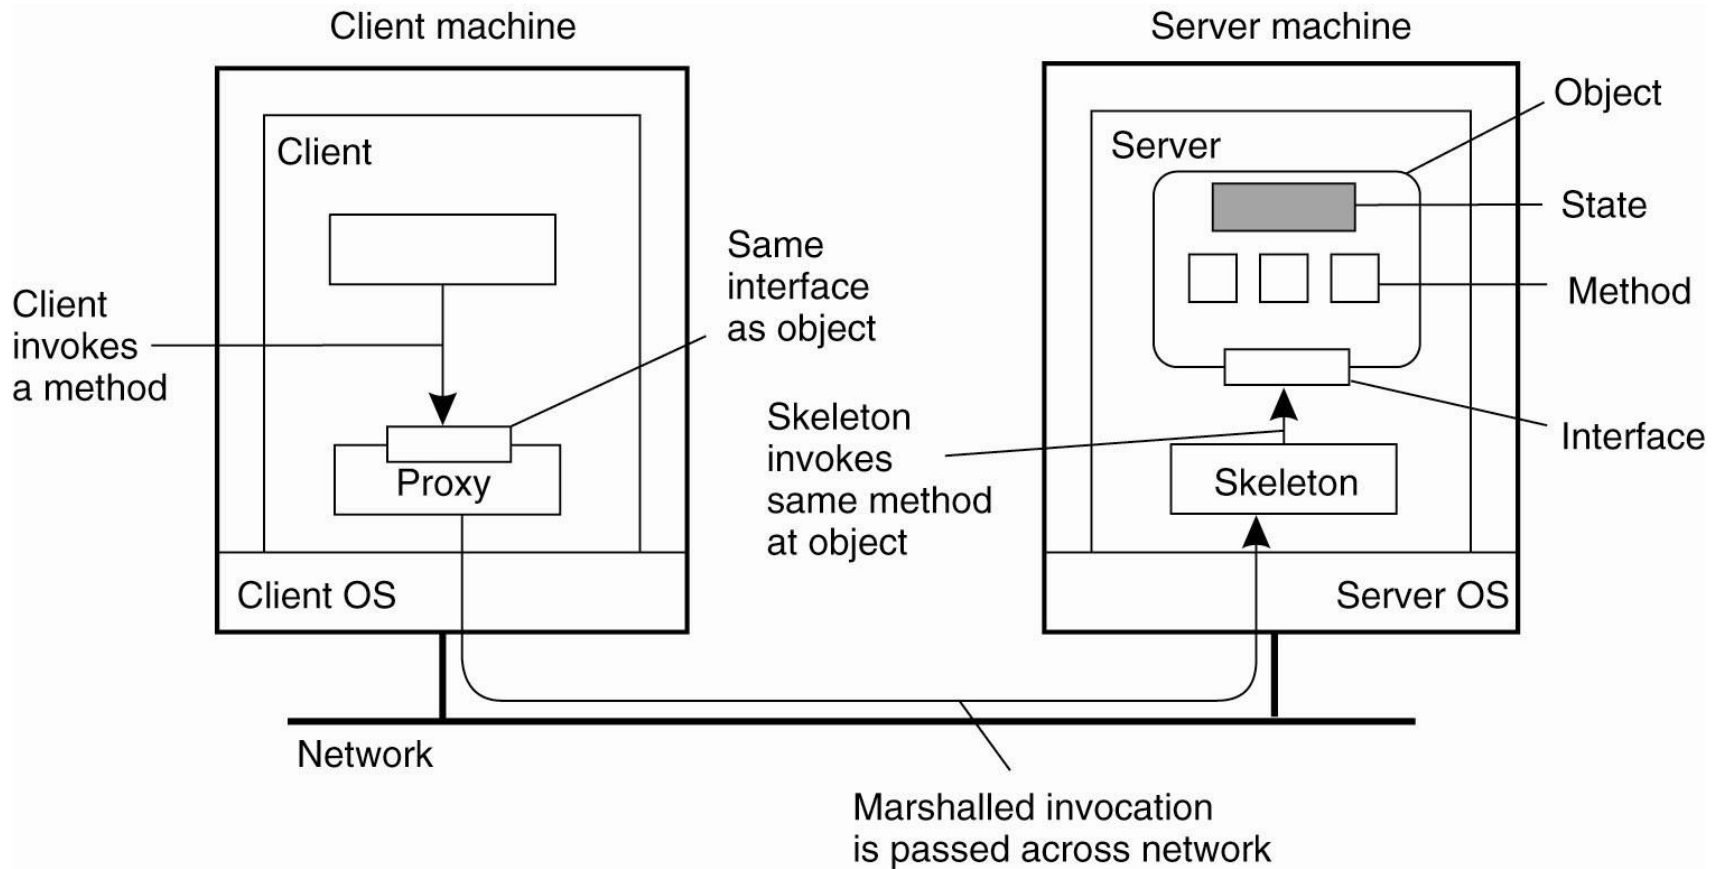 Client machine
Server machine
Object
Client
Server
State
Same
interface
as object
Client
invokes
a method
Method
Skeleton
invokes
same method
at object
Interface
Proxy
Skeleton
Client OS
Server OS
Network
Marshalled invocation
is passed across network